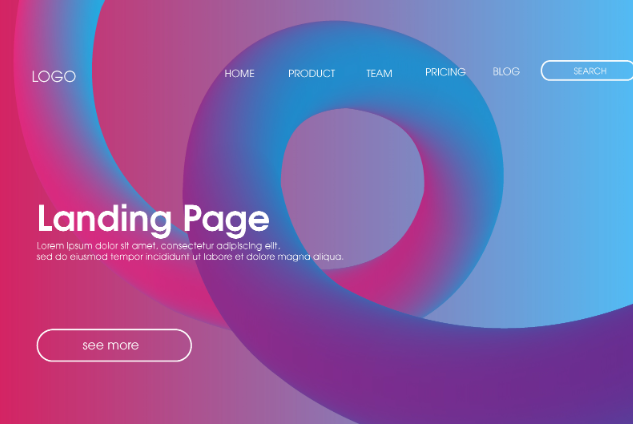 LOGO
HOME PRODUCT TEAM PRICING BLOG SEARCH
Landing Page
Lorem ipsum dolor sit amet, consectetur adipiscing elit,
sed do eiusmod tempor incididunt ut labore et dolore magna aliqua.
see more